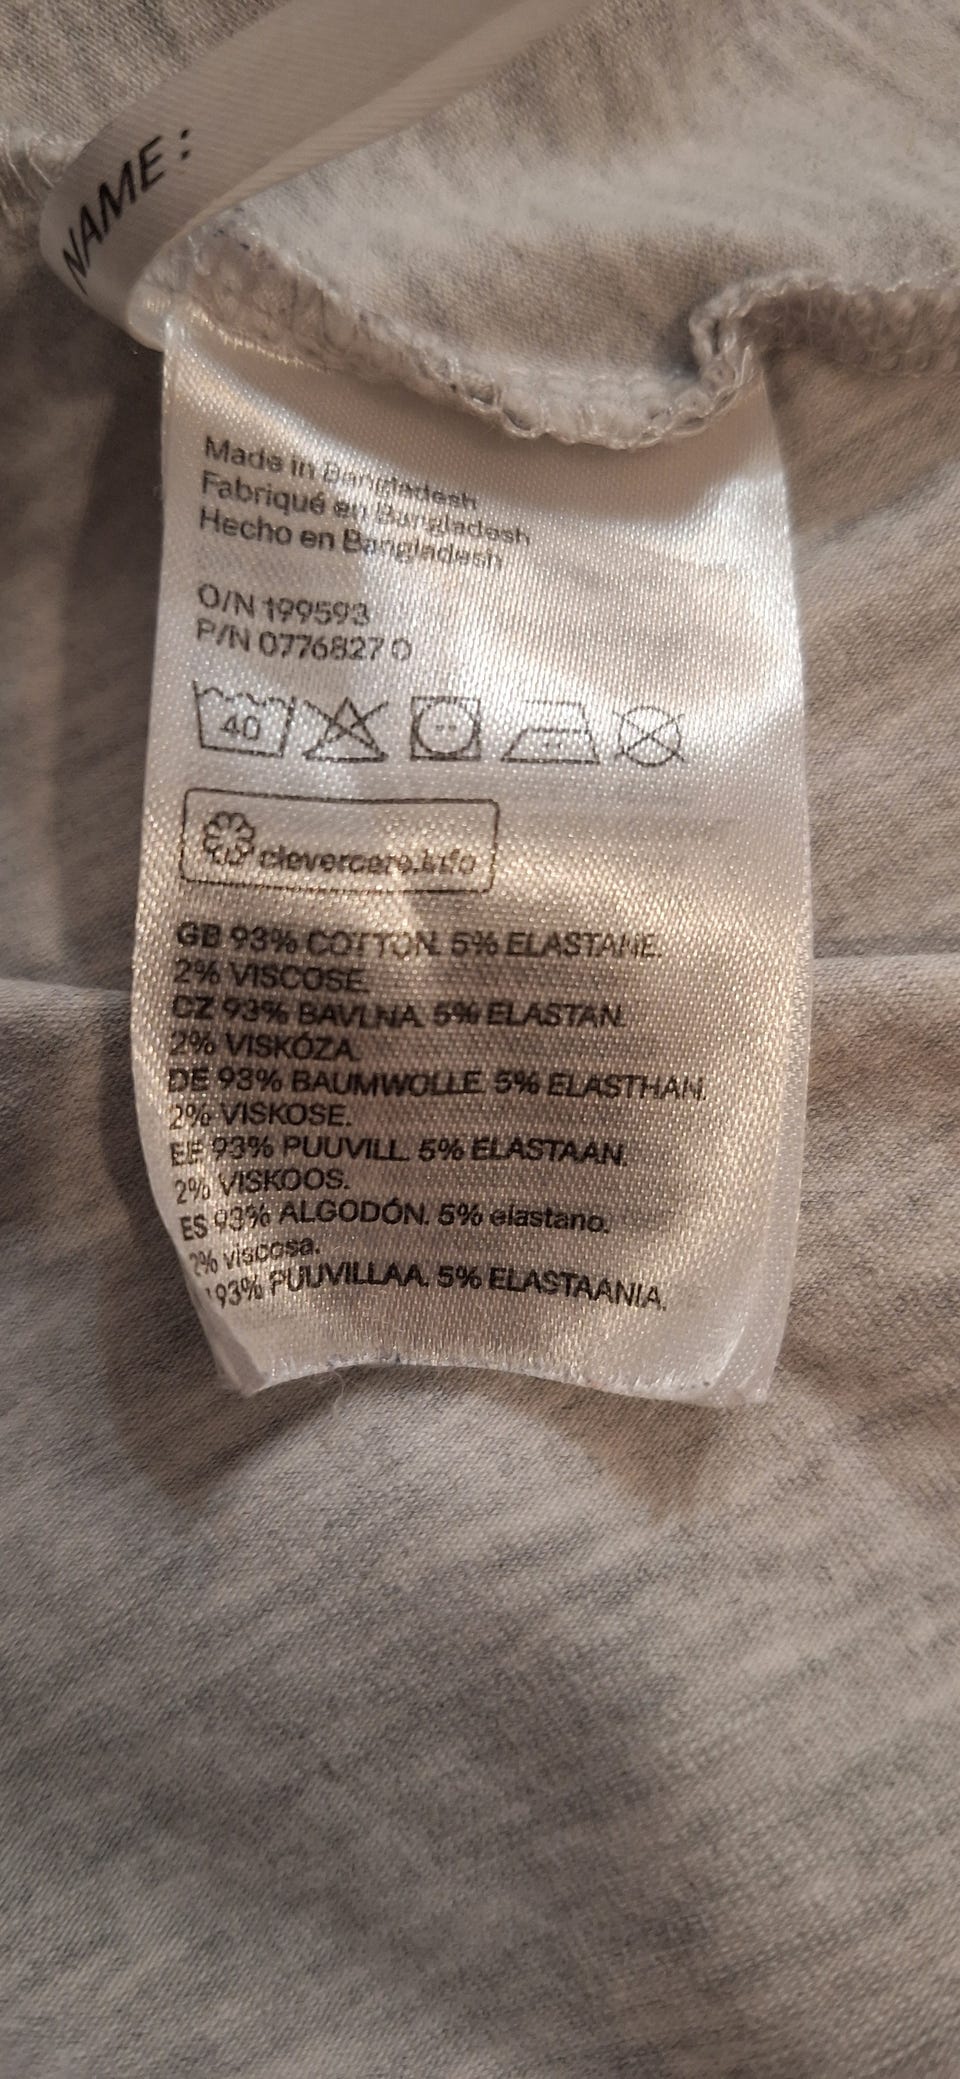 NAME :
Made in Bangladesh
Fabriqué en Bangladesh
Hecho en Bangladesh
O/N 199593
P/N 0776827 0
40
clevercare.info
GB 93% COTTON. 5% ELASTANE.
2% VISCOSE.
CZ 93% BAVLNA. 5% ELASTAN.
2% VISKÓZA.
DE 93% BAUMWOLLE. 5% ELASTHAN.
2% VISKOSE.
EE 93% PUUVILL. 5% ELASTAAN.
2% VISKOOS.
ES 93% ALGODÓN. 5% elastano.
2% viscosa.
93% PUUVILLAA. 5% ELASTAANIA.